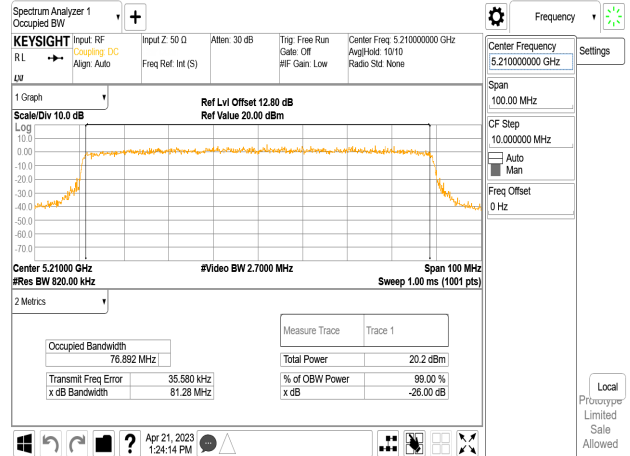 Spectrum Analyzer 1
Occupied BW
Frequency
KEYSIGHT
RL
Input: RF
Coupling: DC
Align: Auto
Input Z: 50 Ω
Freq Ref: Int (S)
Atten: 30 dB
Trig: Free Run
Gate: Off
#IF Gain: Low
Center Freq: 5.210000000 GHz
Avg|Hold: 10/10
Radio Std: None
Center Frequency
5.210000000 GHz
Settings
Span
100.00 MHz
CF Step
10.000000 MHz
Auto
Man
Freq Offset
0 Hz
1 Graph
Scale/Div 10.0 dB
Ref Lvl Offset 12.80 dB
Ref Value 20.00 dBm
Log
10.0
0.00
-10.0
-20.0
-30.0
-40.0
-50.0
-60.0
-70.0
Center 5.21000 GHz
#Video BW 2.7000 MHz
Span 100 MHz
#Res BW 820.00 kHz
Sweep 1.00 ms (1001 pts)
2 Metrics
Measure Trace Trace 1
Occupied Bandwidth
76.892 MHz
Total Power 20.2 dBm
Transmit Freq Error 35.580 kHz
% of OBW Power 99.00 %
x dB Bandwidth 81.28 MHz
x dB -26.00 dB
Local
Prototype
Limited
Sale
Allowed
Apr 21, 2023
1:24:14 PM